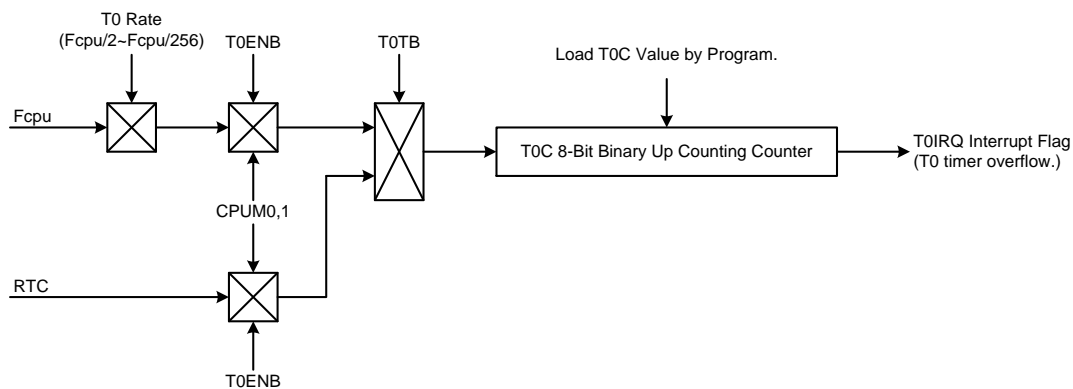 T0 Rate
(Fcpu/2~Fcpu/256)
T0ENB
T0TB
Load T0C Value by Program.
Fcpu
T0C 8-Bit Binary Up Counting Counter
T0IRQ Interrupt Flag
(T0 timer overflow.)
CPUM0,1
RTC
T0ENB